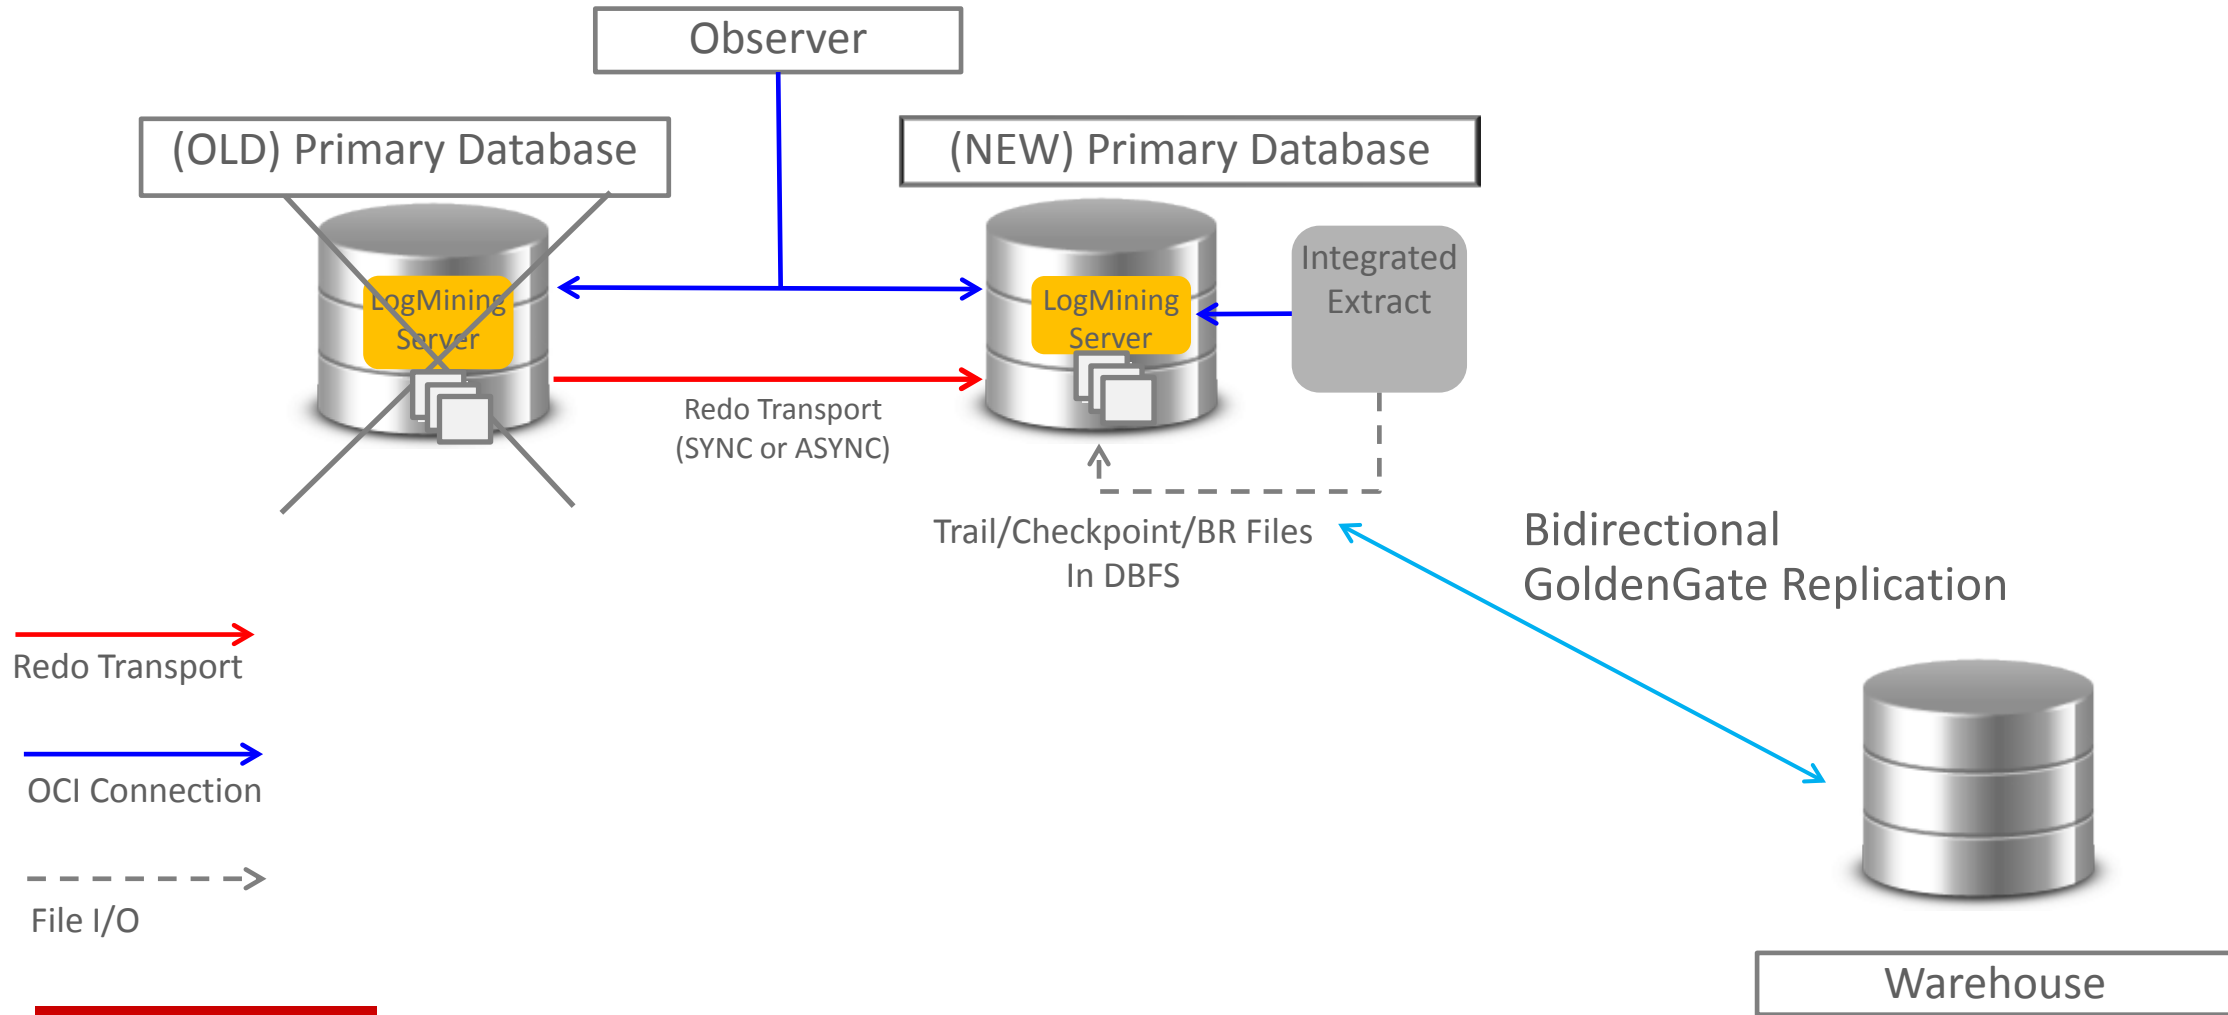 Observer
(OLD) Primary Database
(NEW) Primary Database
LogMining
Server
LogMining
Server
Integrated
Extract
Redo Transport
(SYNC or ASYNC)
Trail/Checkpoint/BR Files
In DBFS
Bidirectional
GoldenGate Replication
Redo Transport
OCI Connection
File I/O
Warehouse